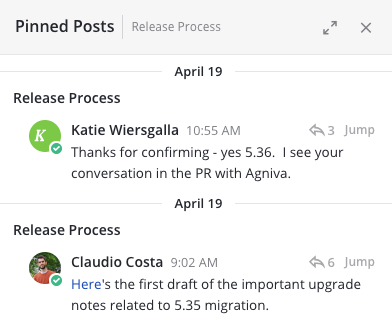 Pinned Posts Release Process
April 19
Release Process
K Katie Wiersgalla 10:55 AM 3 Jump
Thanks for confirming - yes 5.36. I see your
conversation in the PR with Agniva.
April 19
Release Process
Claudio Costa 9:02 AM 6 Jump
Here's the first draft of the important upgrade
notes related to 5.35 migration.